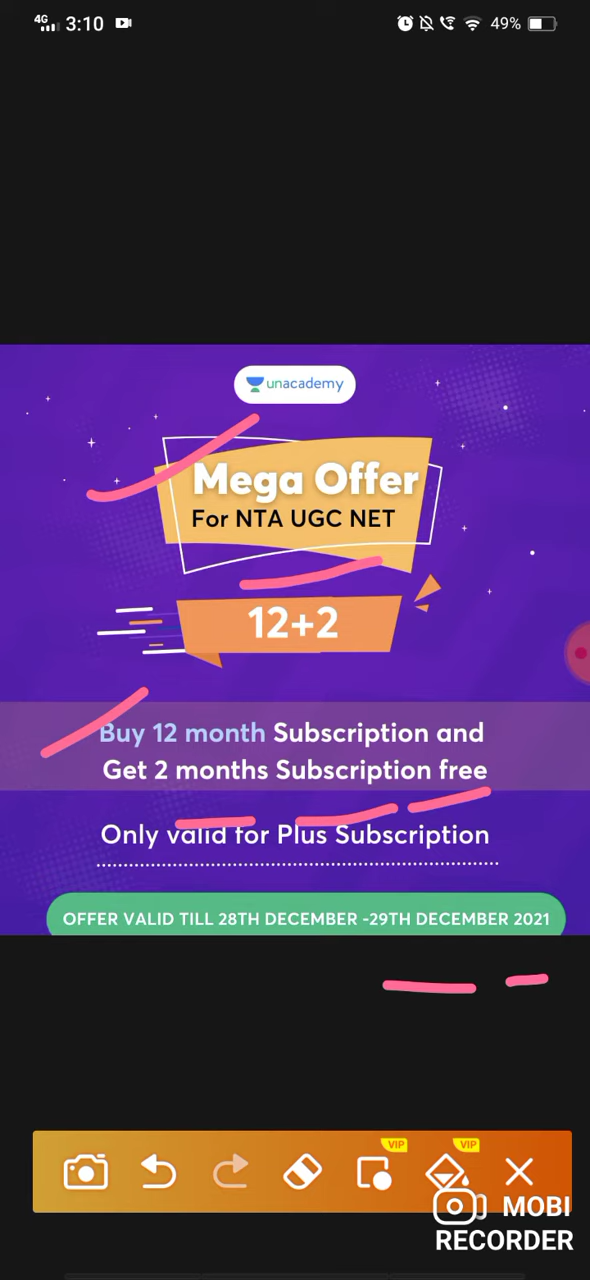 4G 3:10 49%
unacademy
Mega Offer
For NTA UGC NET
12+2
Buy 12 month Subscription and
Get 2 months Subscription free
Only valid for Plus Subscription
OFFER VALID TILL 28TH DECEMBER -29TH DECEMBER 2021
VIP VIP
MOBI
RECORDER